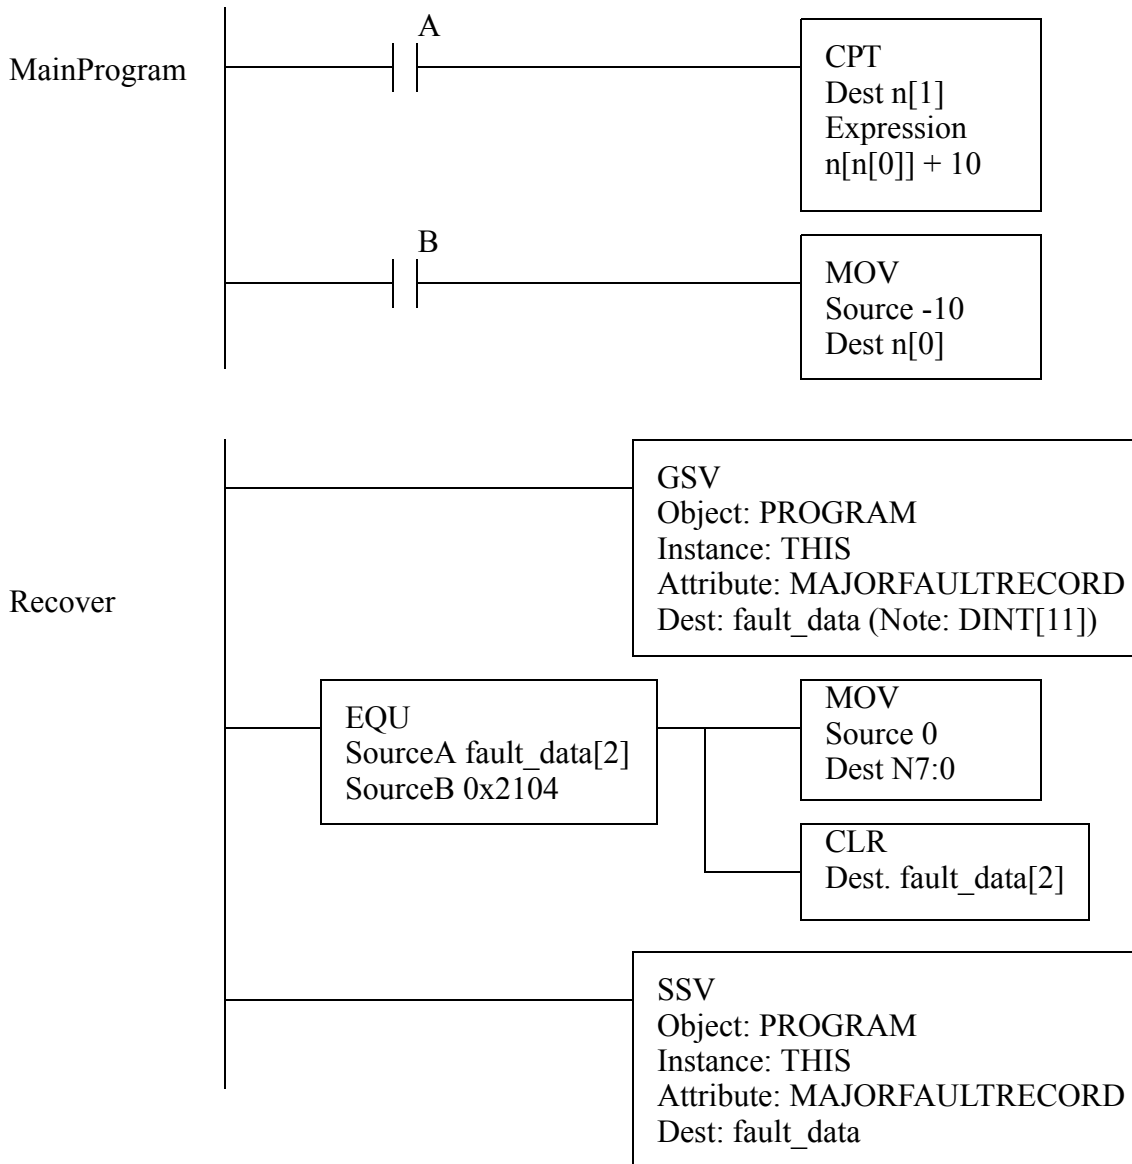 A
MainProgram
CPT
Dest n[1]
Expression
n[n[0]] + 10
B
MOV
Source -10
Dest n[0]
Recover
GSV
Object: PROGRAM
Instance: THIS
Attribute: MAJORFAULTRECORD
Dest: fault_data (Note: DINT[11])
EQU
SourceA fault_data[2]
SourceB 0x2104
MOV
Source 0
Dest N7:0
CLR
Dest. fault_data[2]
SSV
Object: PROGRAM
Instance: THIS
Attribute: MAJORFAULTRECORD
Dest: fault_data